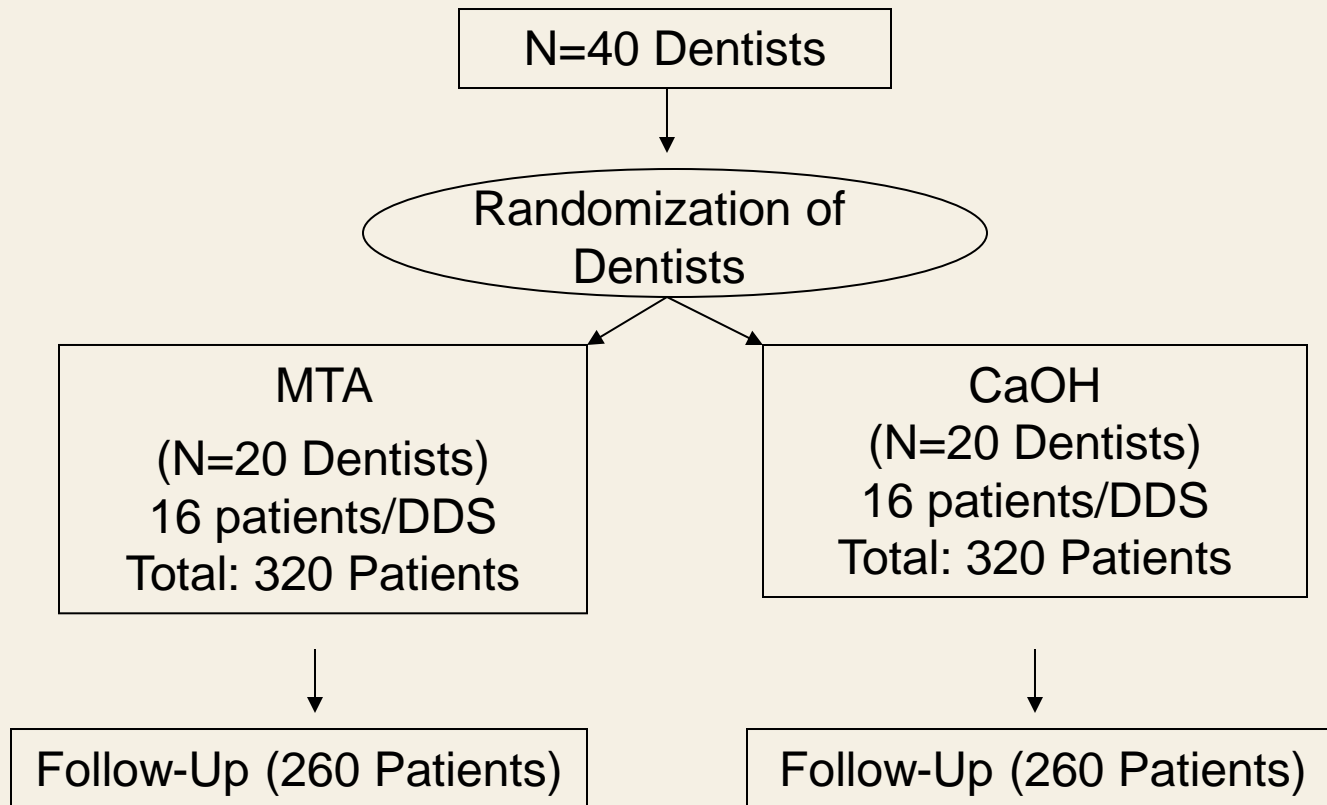 N=40 Dentists
Randomization of
Dentists
MTA
(N=20 Dentists)
16 patients/DDS
Total: 320 Patients
CaOH
(N=20 Dentists)
16 patients/DDS
Total: 320 Patients
Follow-Up (260 Patients)
Follow-Up (260 Patients)